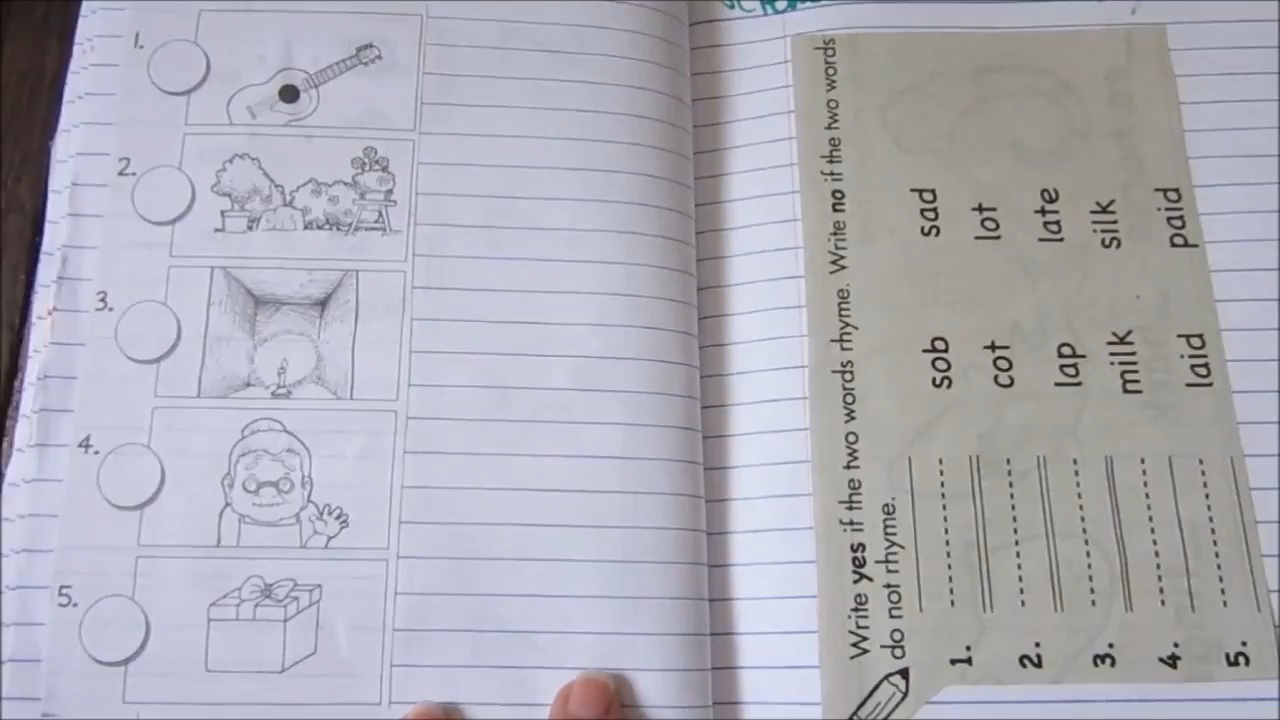 1.
2.
3.
4.
5.
Write yes if the two words rhyme. Write no if the two words
do not rhyme.
1. sob sad
2. cot lot
3. lap late
4. milk silk
5. laid paid